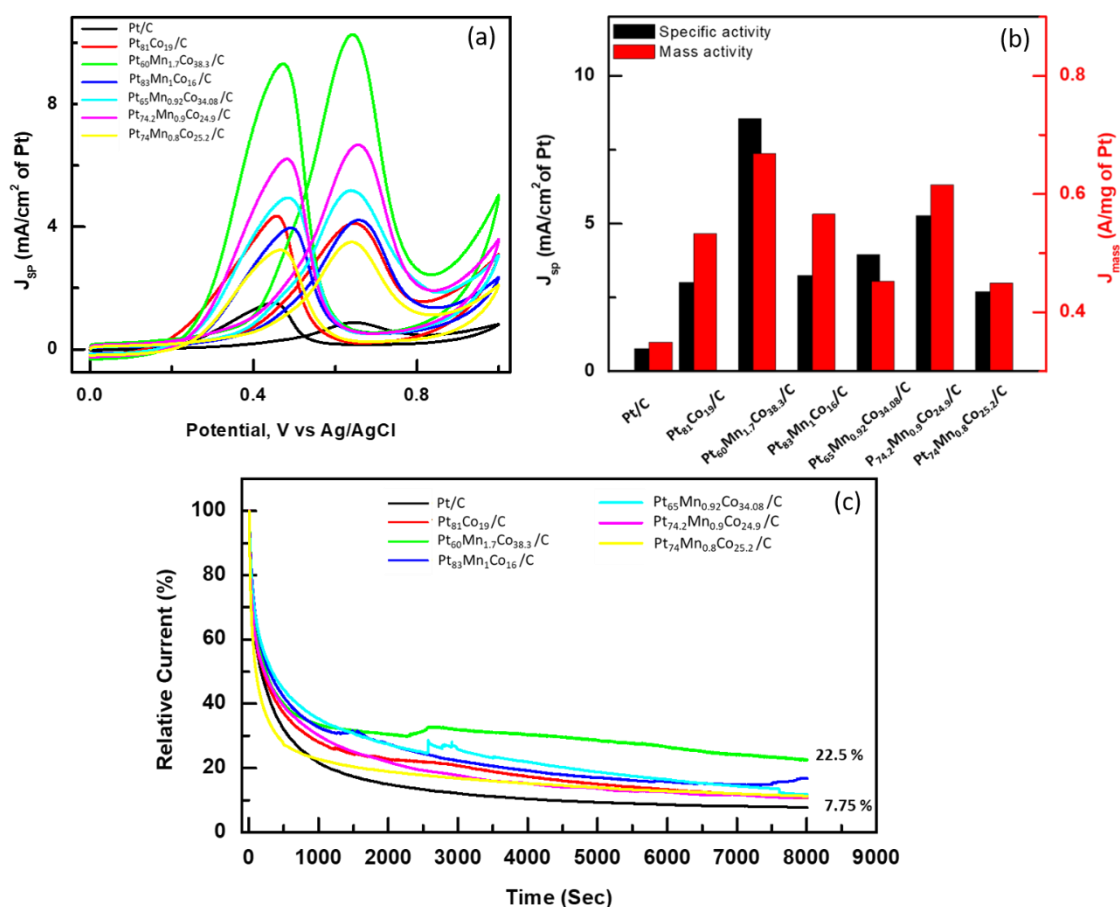 (a)
Pt/C
Pt81Co19/C
Pt60Mn1.7Co38.3/C
Pt83Mn1Co16/C
Pt65Mn0.92Co34.08/C
Pt74.2Mn0.9Co24.9/C
Pt74Mn0.8Co25.2/C
8
4
0
0.0
0.4
0.8
JSP (mA/cm2 of Pt)
Potential, V vs Ag/AgCl
(b)
Specific activity
Mass activity
10
5
0
0.8
0.6
0.4
Jsp (mA/cm2of Pt)
Jmass (A/mg of Pt)
Pt/C
Pt81Co19/C
Pt60Mn1.7Co38.3/C
Pt83Mn1Co16/C
Pt65Mn0.92Co34.08/C
P74.2Mn0.9Co24.9/C
Pt74Mn0.8Co25.2/C
(c)
Pt/C
Pt81Co19/C
Pt60Mn1.7Co38.3/C
Pt83Mn1Co16/C
Pt65Mn0.92Co34.08/C
Pt74.2Mn0.9Co24.9/C
Pt74Mn0.8Co25.2/C
100
80
60
40
20
0
22.5 %
7.75 %
0 1000 2000 3000 4000 5000 6000 7000 8000 9000
Relative Current (%)
Time (Sec)